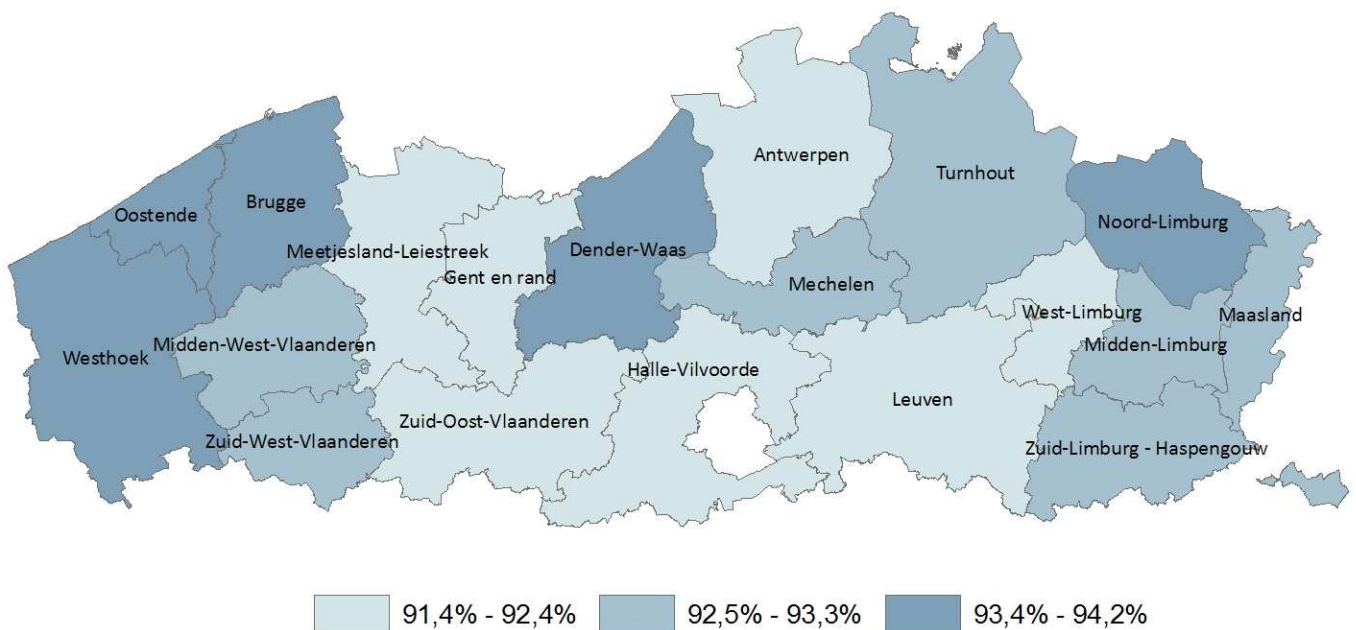 Antwerpen
Turnhout
Oostende
Brugge
Noord-Limburg
Meetjesland-Leiestreek
Dender-Waas
Gent en rand
Mechelen
West-Limburg
Maasland
Westhoek
Midden-West-Vlaanderen
Midden-Limburg
Halle-Vilvoorde
Leuven
Zuid-Oost-Vlaanderen
Zuid-West-Vlaanderen
Zuid-Limburg - Haspengouw
91,4% - 92,4%
92,5% - 93,3%
93,4% - 94,2%